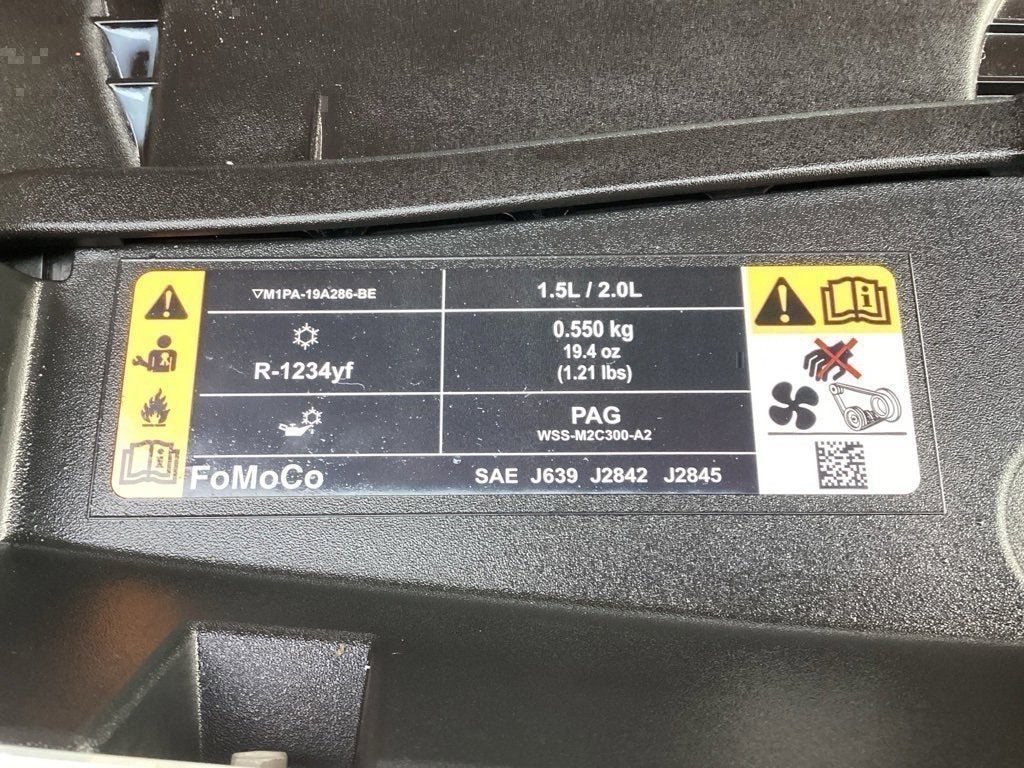 ▽M1PA-19A286-BE
1.5L / 2.0L
R-1234yf
0.550 kg
19.4 oz
(1.21 lbs)
PAG
WSS-M2C300-A2
FoMoCo
SAE J639 J2842 J2845